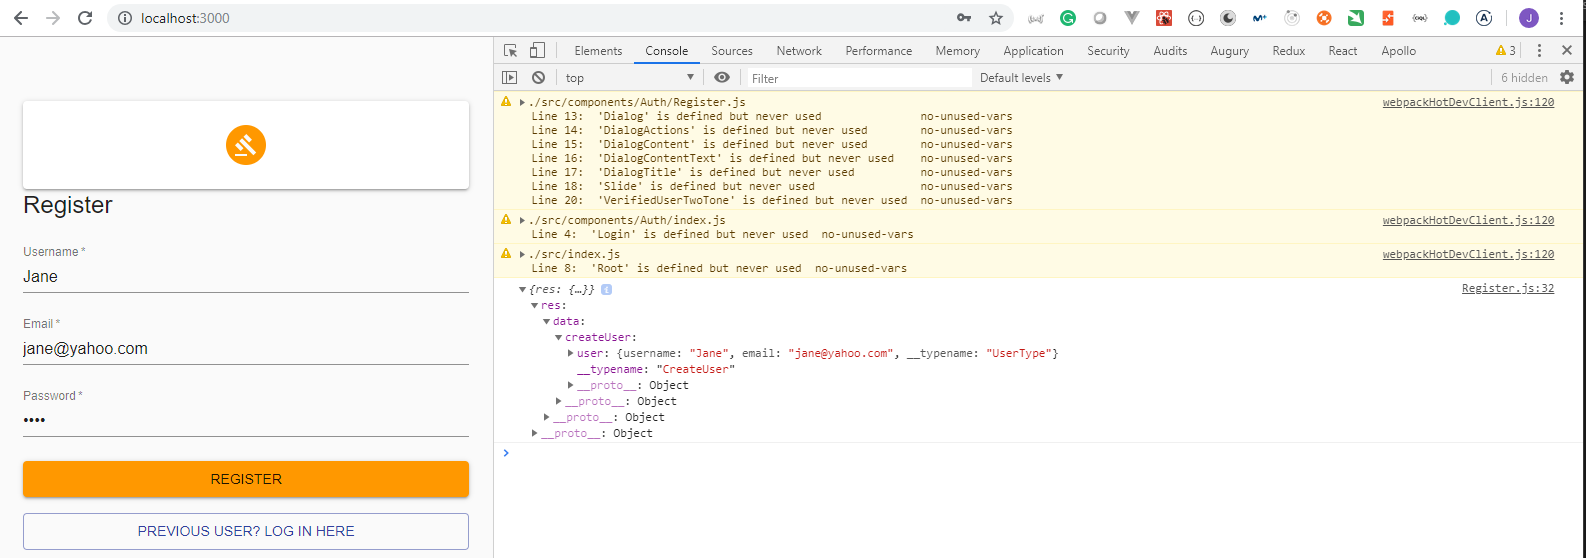 localhost:3000
J
Elements Console Sources Network Performance Memory Application Security Audits Augury Redux React Apollo 3
top Filter Default levels 6 hidden
./src/components/Auth/Register.js webpackHotDevClient.js:120
Line 13: 'Dialog' is defined but never used no-unused-vars
Line 14: 'DialogActions' is defined but never used no-unused-vars
Line 15: 'DialogContent' is defined but never used no-unused-vars
Line 16: 'DialogContentText' is defined but never used no-unused-vars
Line 17: 'DialogTitle' is defined but never used no-unused-vars
Line 18: 'Slide' is defined but never used no-unused-vars
Line 20: 'VerifiedUserTwoTone' is defined but never used no-unused-vars
./src/components/Auth/index.js webpackHotDevClient.js:120
Line 4: 'Login' is defined but never used no-unused-vars
./src/index.js webpackHotDevClient.js:120
Line 8: 'Root' is defined but never used no-unused-vars
{res: {…}} Register.js:32
res:
data:
createUser:
user: {username: "Jane", email: "jane@yahoo.com", __typename: "UserType"}
__typename: "CreateUser"
__proto__: Object
__proto__: Object
__proto__: Object
__proto__: Object
Register
Username *
Jane
Email *
jane@yahoo.com
Password *
••••
REGISTER
PREVIOUS USER? LOG IN HERE